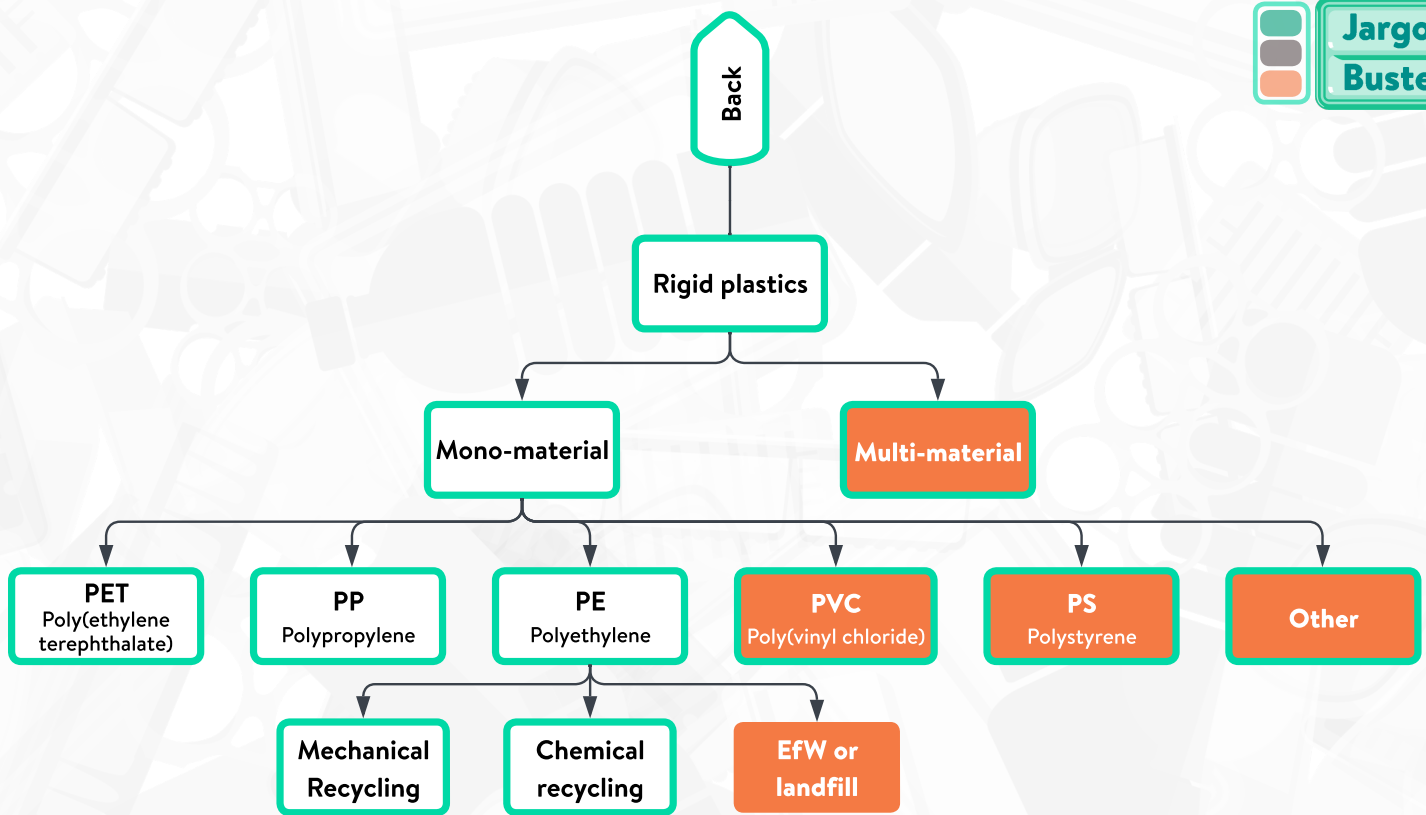 Jargo
Buste
Back
Rigid plastics
Mono-material
Multi-material
PET
Poly(ethylene
terephthalate)
PP
Polypropylene
PE
Polyethylene
PVC
Poly(vinyl chloride)
PS
Polystyrene
Other
Mechanical
Recycling
Chemical
recycling
EfW or
landfill